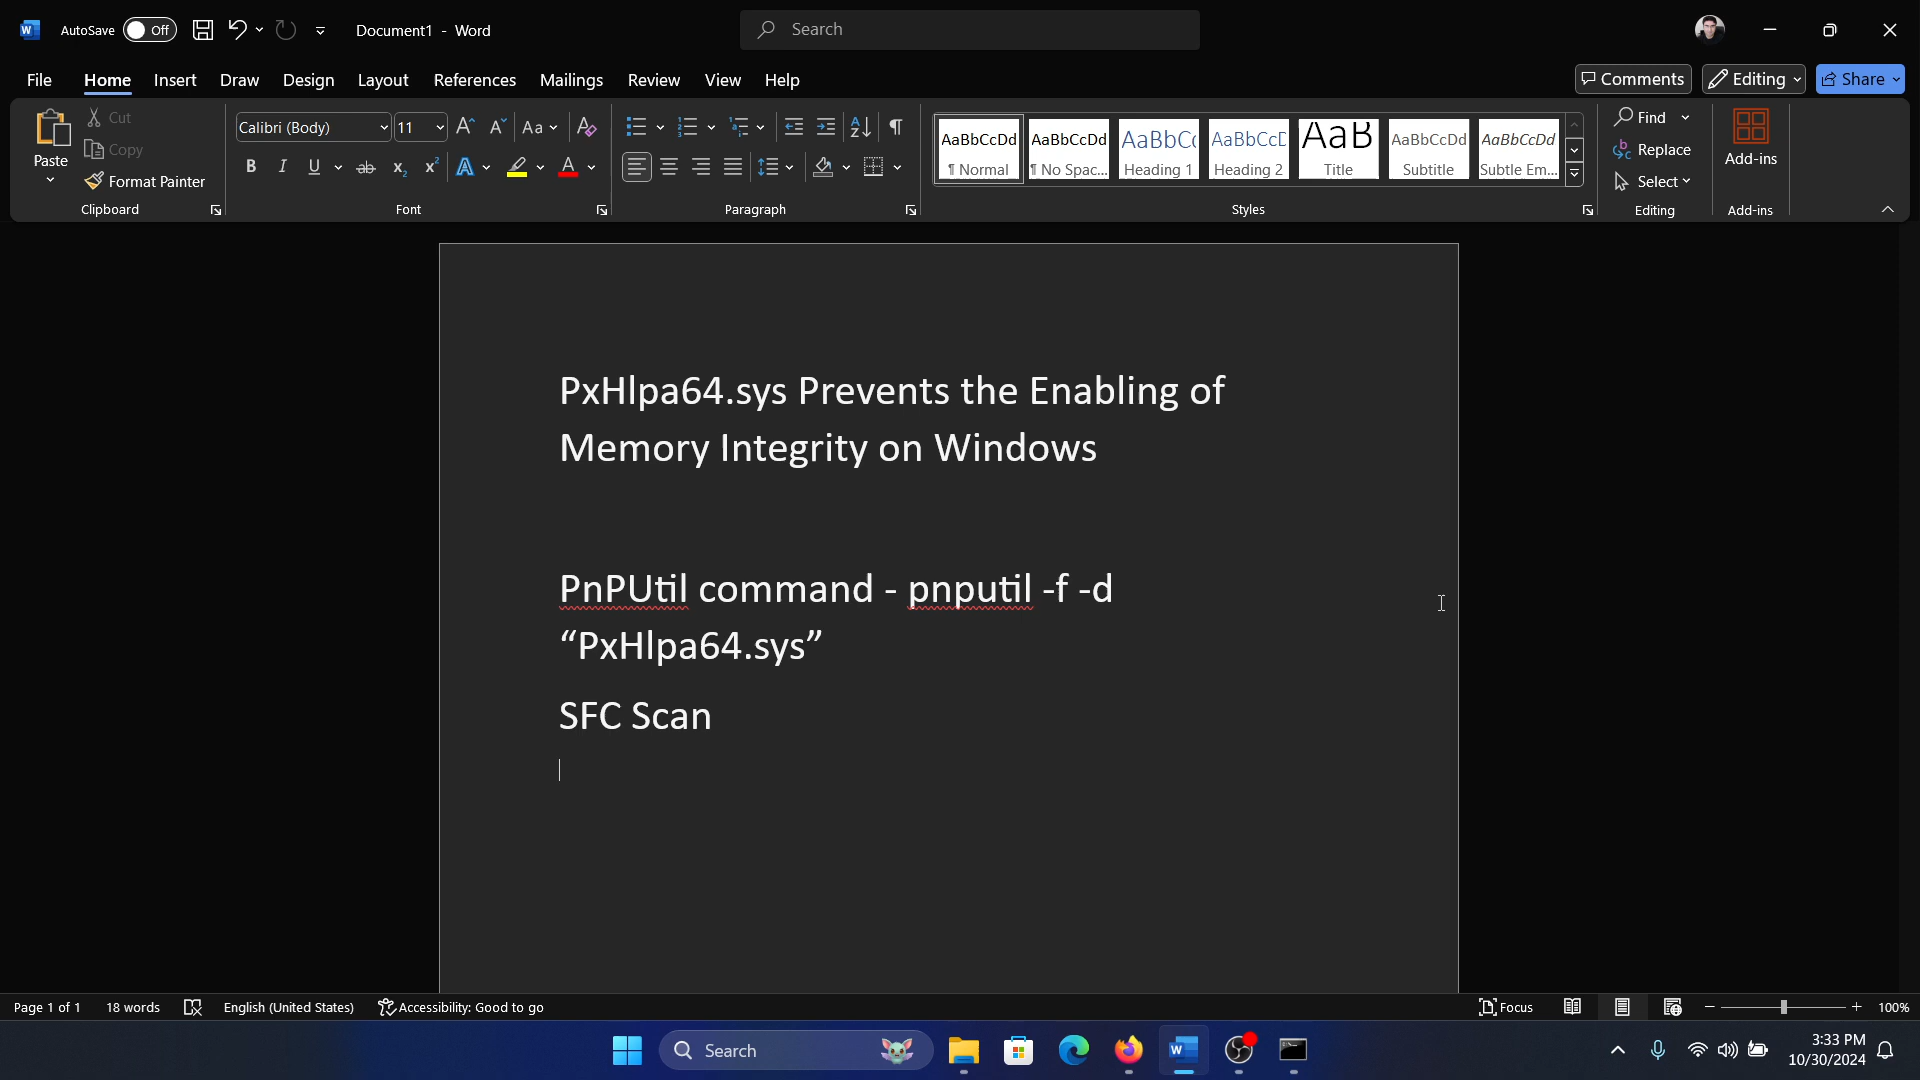 AutoSave Off Document1 - Word Search
File Home Insert Draw Design Layout References Mailings Review View Help Comments Editing Share
Paste Cut Copy Format Painter Clipboard
Calibri (Body) 11 Aa B I U ab x₂ x² A A Font
Paragraph
AaBbCcDd ¶ Normal
AaBbCcDd ¶ No Spac...
AaBbCc Heading 1
AaBbCcC Heading 2
AaB Title
AaBbCcDd Subtitle
AaBbCcDd Subtle Em...
Styles
Find Replace Select Editing
Add-ins Add-ins
PxHlpa64.sys Prevents the Enabling of
Memory Integrity on Windows
PnPUtil command - pnputil -f -d
“PxHlpa64.sys”
SFC Scan
Page 1 of 1 18 words English (United States) Accessibility: Good to go Focus 100%
Search
3:33 PM
10/30/2024